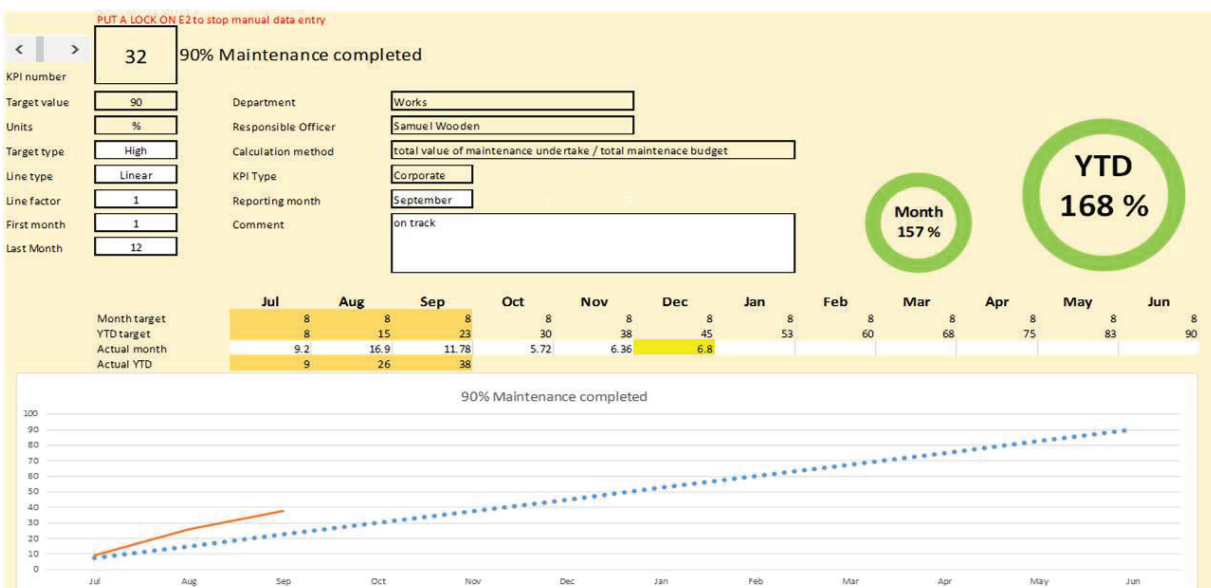 PUT A LOCK ON E2 to stop manual data entry
32 90% Maintenance completed
KPI number
Target value 90 Department Works
Units % Responsible Officer Samuel Wooden
Target type High Calculation method total value of maintenance undertake / total maintenace budget
Line type Linear KPI Type Corporate
Line factor 1 Reporting month September
First month 1 Comment on track
Last Month 12
Month
157 %
YTD
168 %
Jul Aug Sep Oct Nov Dec Jan Feb Mar Apr May Jun
Month target 8 8 8 8 8 8 8 8 8 8 8 8
YTD target 8 15 23 30 38 45 53 60 68 75 83 90
Actual month 9.2 16.9 11.78 5.72 6.36 6.8
Actual YTD 9 26 38
90% Maintenance completed
100
90
80
70
60
50
40
30
20
10
0
Jul Aug Sep Oct Nov Dec Jan Feb Mar Apr May Jun